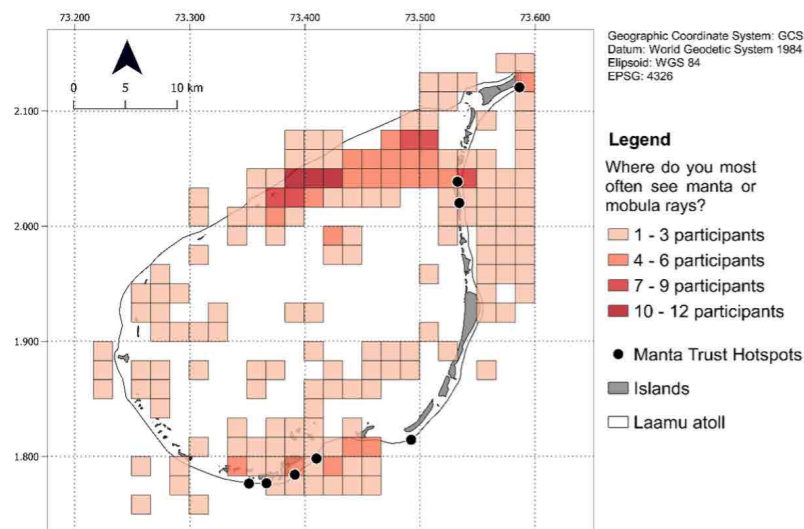 73.200 73.300 73.400 73.500 73.600
Geographic Coordinate System: GCS
Datum: World Geodetic System 1984
Elipsoid: WGS 84
EPSG: 4326
0 5 10 km
2.100
2.000
1.900
1.800
Legend
Where do you most
often see manta or
mobula rays?
1 - 3 participants
4 - 6 participants
7 - 9 participants
10 - 12 participants
Manta Trust Hotspots
Islands
Laamu atoll